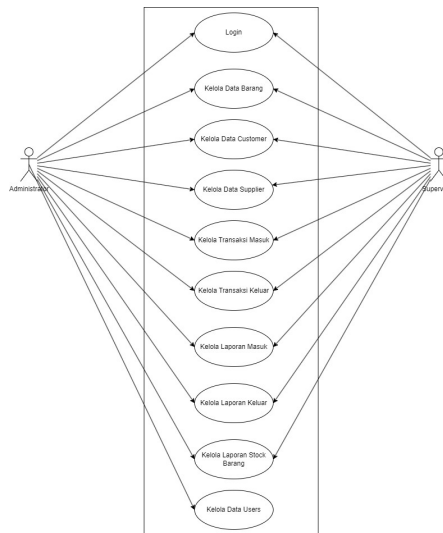 Login
Kelola Data Barang
Kelola Data Customer
Administrator
Kelola Data Supplier
Kelola Transaksi Masuk
Kelola Transaksi Keluar
Kelola Laporan Masuk
Kelola Laporan Keluar
Kelola Laporan Stock
Barang
Kelola Data Users